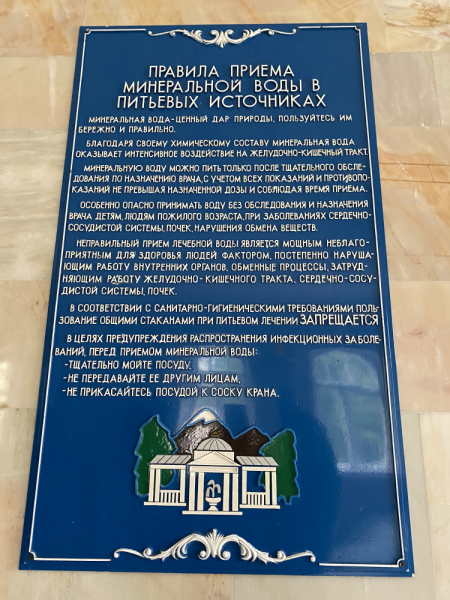 ПРАВИЛА ПРИЕМА
МИНЕРАЛЬНОЙ ВОДЫ В
ПИТЬЕВЫХ ИСТОЧНИКАХ
МИНЕРАЛЬНАЯ ВОДА-ЦЕННЫЙ ДАР ПРИРОДЫ, ПОЛЬЗУЙТЕСЬ ИМ
БЕРЕЖНО И ПРАВИЛЬНО.
БЛАГОДАРЯ СВОЕМУ ХИМИЧЕСКОМУ СОСТАВУ МИНЕРАЛЬНАЯ ВОДА
ОКАЗЫВАЕТ ИНТЕНСИВНОЕ ВОЗДЕЙСТВИЕ НА ЖЕЛУДОЧНО-КИШЕЧНЫЙ ТРАКТ.
МИНЕРАЛЬНУЮ ВОДУ МОЖНО ПИТЬ ТОЛЬКО ПОСЛЕ ТЩАТЕЛЬНОГО ОБСЛЕ-
ДОВАНИЯ ПО НАЗНАЧЕНИЮ ВРАЧА, С УЧЕТОМ ВСЕХ ПОКАЗАНИЙ И ПРОТИВОПО-
КАЗАНИЙ НЕ ПРЕВЫШАЯ НАЗНАЧЕННОЙ ДОЗЫ И СОБЛЮДАЯ ВРЕМЯ ПРИЕМА.
ОСОБЕННО ОПАСНО ПРИНИМАТЬ ВОДУ БЕЗ ОБСЛЕДОВАНИЯ И НАЗНАЧЕНИЯ
ВРАЧА ДЕТЯМ, ЛЮДЯМ ПОЖИЛОГО ВОЗРАСТА, ПРИ ЗАБОЛЕВАНИЯХ СЕРДЕЧНО-
СОСУДИСТОЙ СИСТЕМЫ, ПОЧЕК, НАРУШЕНИЯ ОБМЕНА ВЕЩЕСТВ.
НЕПРАВИЛЬНЫЙ ПРИЕМ ЛЕЧЕБНОЙ ВОДЫ ЯВЛЯЕТСЯ МОЩНЫМ НЕБЛАГО-
ПРИЯТНЫМ ДЛЯ ЗДОРОВЬЯ ЛЮДЕЙ ФАКТОРОМ, ПОСТЕПЕННО НАРУША-
ЮЩИМ РАБОТУ ВНУТРЕННИХ ОРГАНОВ, ОБМЕННЫЕ ПРОЦЕССЫ, ЗАТРУД-
НЯЮЩИМ РАБОТУ ЖЕЛУДОЧНО-КИШЕЧНОГО ТРАКТА, СЕРДЕЧНО-СОСУ-
ДИСТОЙ СИСТЕМЫ, ПОЧЕК.
В СООТВЕТСТВИИ С САНИТАРНО-ГИГИЕНИЧЕСКИМИ ТРЕБОВАНИЯМИ ПОЛЬ-
ЗОВАНИЕ ОБЩИМИ СТАКАНАМИ ПРИ ПИТЬЕВОМ ЛЕЧЕНИИ ЗАПРЕЩАЕТСЯ
В ЦЕЛЯХ ПРЕДУПРЕЖДЕНИЯ РАСПРОСТРАНЕНИЯ ИНФЕКЦИОННЫХ ЗАБОЛЕ-
ВАНИЙ, ПЕРЕД ПРИЕМОМ МИНЕРАЛЬНОЙ ВОДЫ:
-ТЩАТЕЛЬНО МОЙТЕ ПОСУДУ,
-НЕ ПЕРЕДАВАЙТЕ ЕЕ ДРУГИМ ЛИЦАМ,
-НЕ ПРИКАСАЙТЕСЬ ПОСУДОЙ К СОСКУ КРАНА.